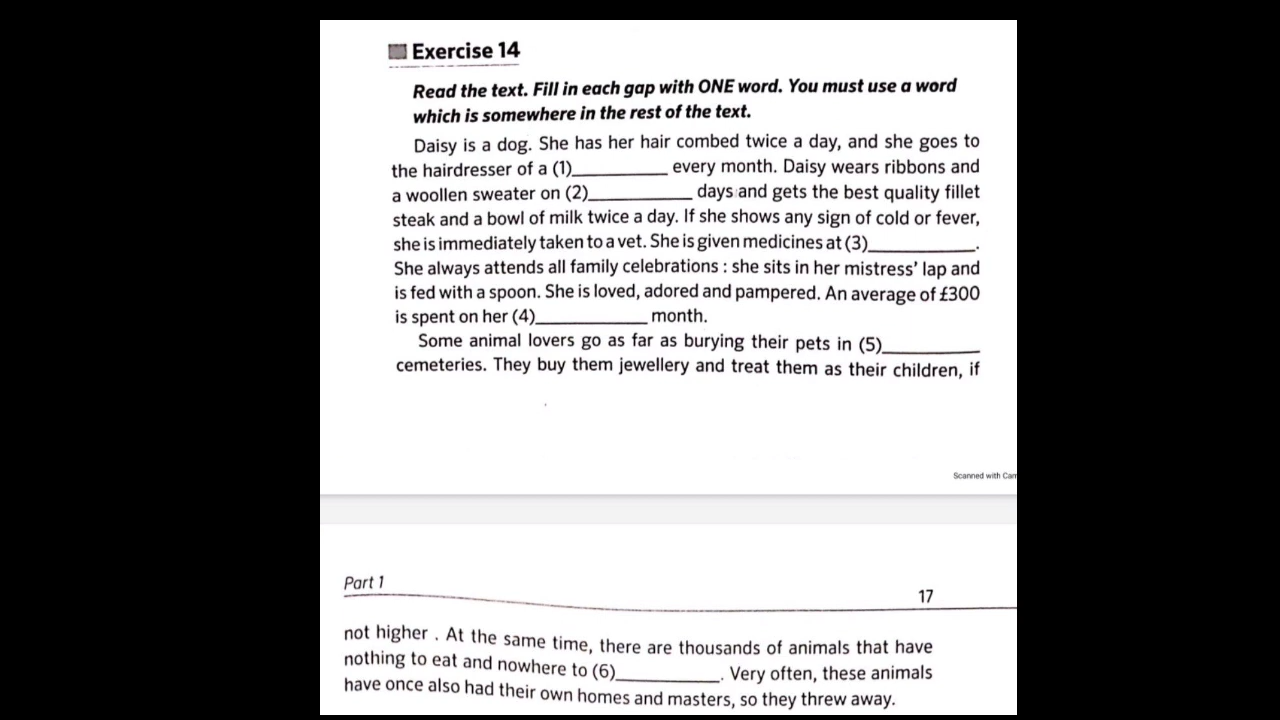 Exercise 14
Read the text. Fill in each gap with ONE word. You must use a word
which is somewhere in the rest of the text.
Daisy is a dog. She has her hair combed twice a day, and she goes to
the hairdresser of a (1)__________ every month. Daisy wears ribbons and
a woollen sweater on (2)__________ days and gets the best quality fillet
steak and a bowl of milk twice a day. If she shows any sign of cold or fever,
she is immediately taken to a vet. She is given medicines at (3)__________.
She always attends all family celebrations : she sits in her mistress' lap and
is fed with a spoon. She is loved, adored and pampered. An average of £300
is spent on her (4)__________ month.
Some animal lovers go as far as burying their pets in (5)__________
cemeteries. They buy them jewellery and treat them as their children, if
Scanned with Cam
Part 1
17
not higher . At the same time, there are thousands of animals that have
nothing to eat and nowhere to (6)__________. Very often, these animals
have once also had their own homes and masters, so they threw away.